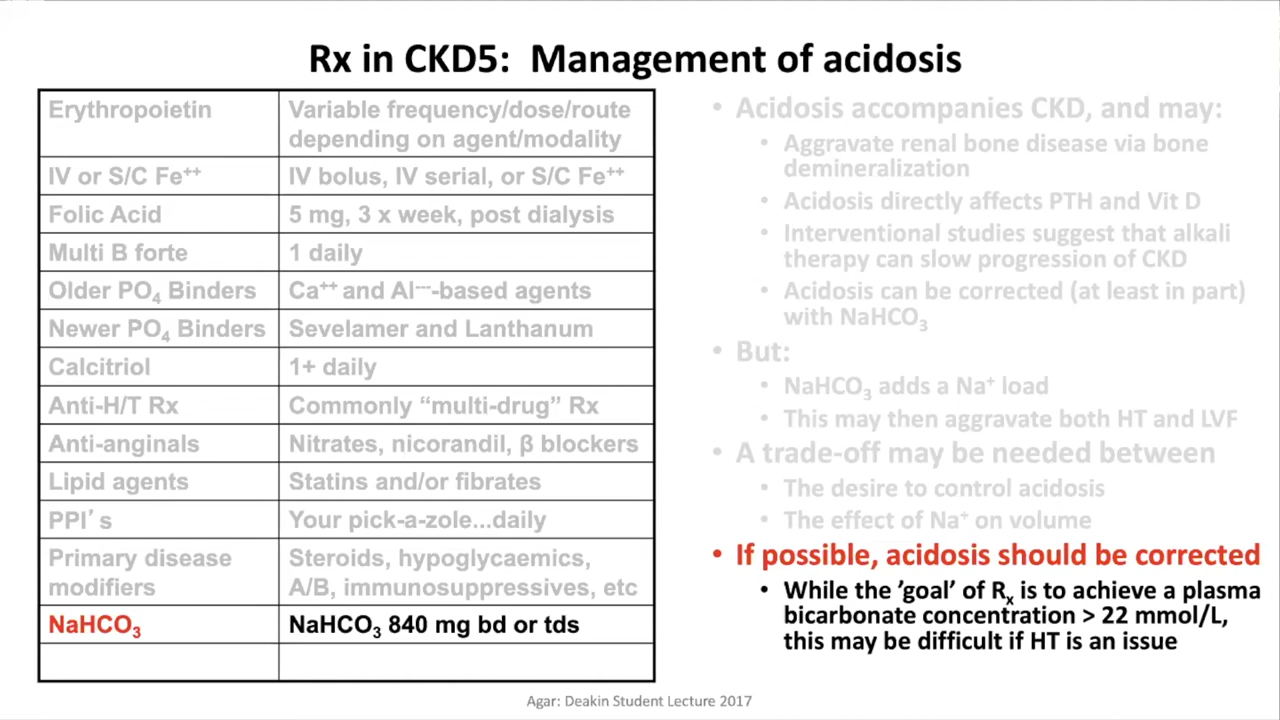 Rx in CKD5:  Management of acidosis
Erythropoietin
Variable frequency/dose/route
depending on agent/modality
IV or S/C Fe⁺⁺
IV bolus, IV serial, or S/C Fe⁺⁺
Folic Acid
5 mg, 3 x week, post dialysis
Multi B forte
1 daily
Older PO₄ Binders
Ca⁺⁺ and Al⁻⁻⁻-based agents
Newer PO₄ Binders
Sevelamer and Lanthanum
Calcitriol
1+ daily
Anti-H/T Rx
Commonly “multi-drug” Rx
Anti-anginals
Nitrates, nicorandil, β blockers
Lipid agents
Statins and/or fibrates
PPI’s
Your pick-a-zole...daily
Primary disease
modifiers
Steroids, hypoglycaemics,
A/B, immunosuppressives, etc
NaHCO₃
NaHCO₃ 840 mg bd or tds
• Acidosis accompanies CKD, and may:
• Aggravate renal bone disease via bone
demineralization
• Acidosis directly affects PTH and Vit D
• Interventional studies suggest that alkali
therapy can slow progression of CKD
• Acidosis can be corrected (at least in part)
with NaHCO₃
• But:
• NaHCO₃ adds a Na⁺ load
• This may then aggravate both HT and LVF
• A trade-off may be needed between
• The desire to control acidosis
• The effect of Na⁺ on volume
• If possible, acidosis should be corrected
• While the ’goal’ of Rₓ is to achieve a plasma
bicarbonate concentration > 22 mmol/L,
this may be difficult if HT is an issue
Agar: Deakin Student Lecture 2017